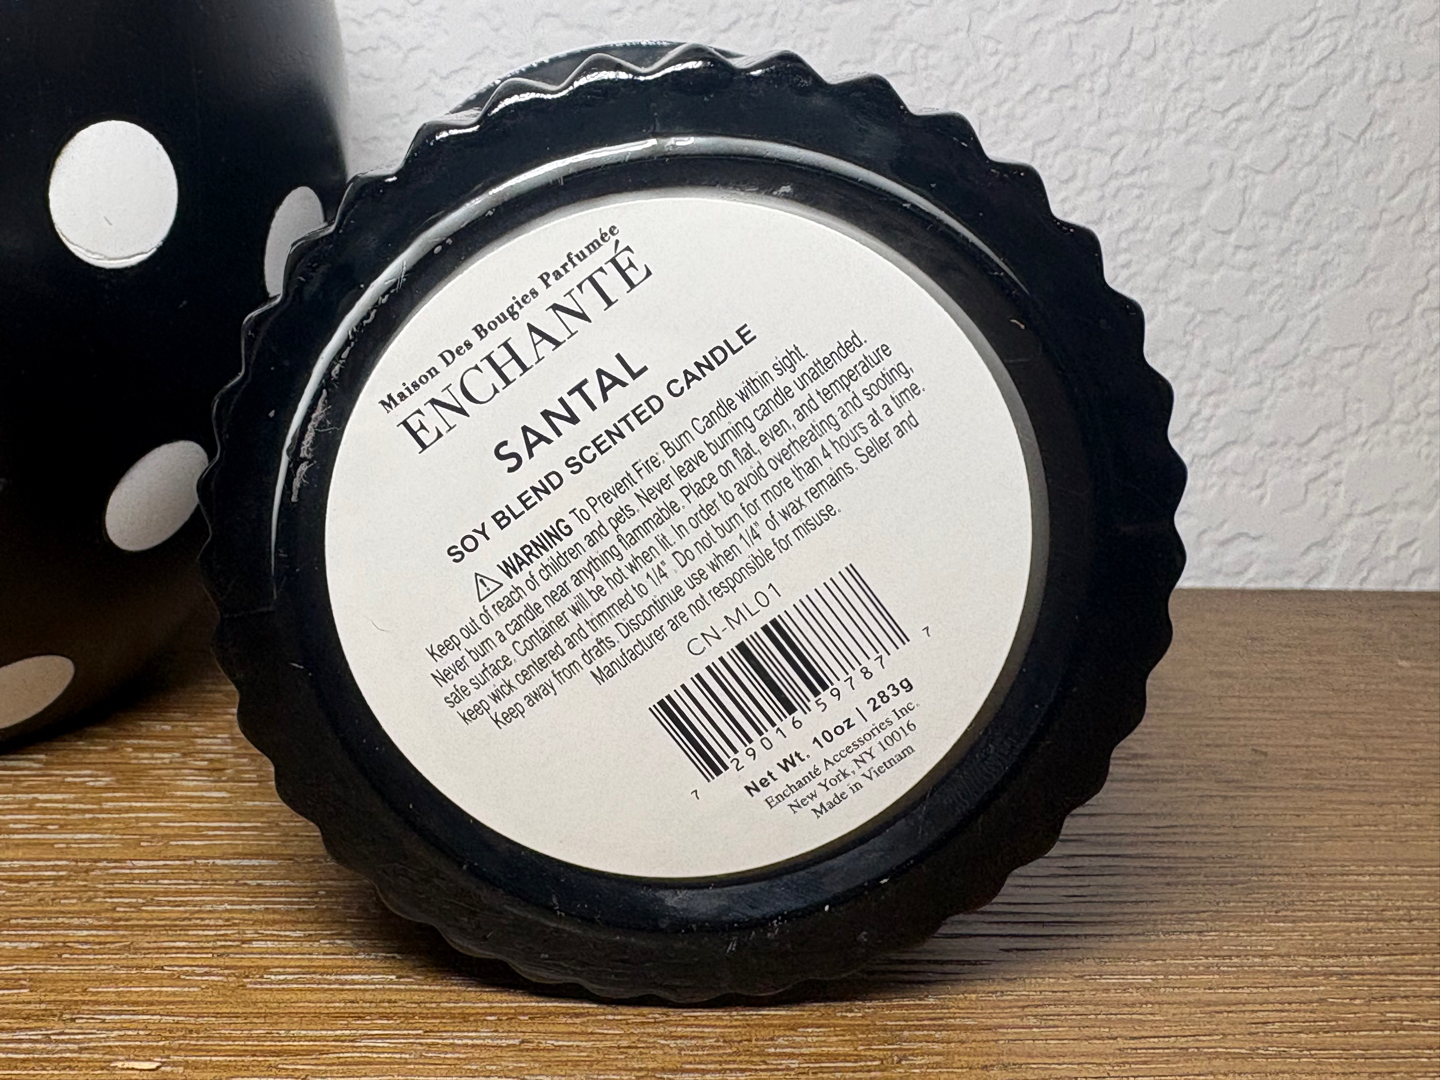 Maison Des Bougies Parfumée
ENCHANTÉ
SANTAL
SOY BLEND SCENTED CANDLE
⚠ WARNING To Prevent Fire: Burn Candle within sight.
Keep out of reach of children and pets. Never leave burning candle unattended.
Never burn a candle near anything flammable. Place on flat, even, and temperature
safe surface. Container will be hot when lit. In order to avoid overheating and sooting,
keep wick centered and trmmed to 1/4". Do not burn for more than 4 hours at a time.
Keep away from drafts. Discontinue use when 1/4" of wax remains. Seller and
Manufacturer are not responsible for misuse.
CN-ML01
7 29016 59787 7
Net Wt. 10oz | 283g
Enchanté Accessories Inc.
New York, NY 10016
Made in Vietnam